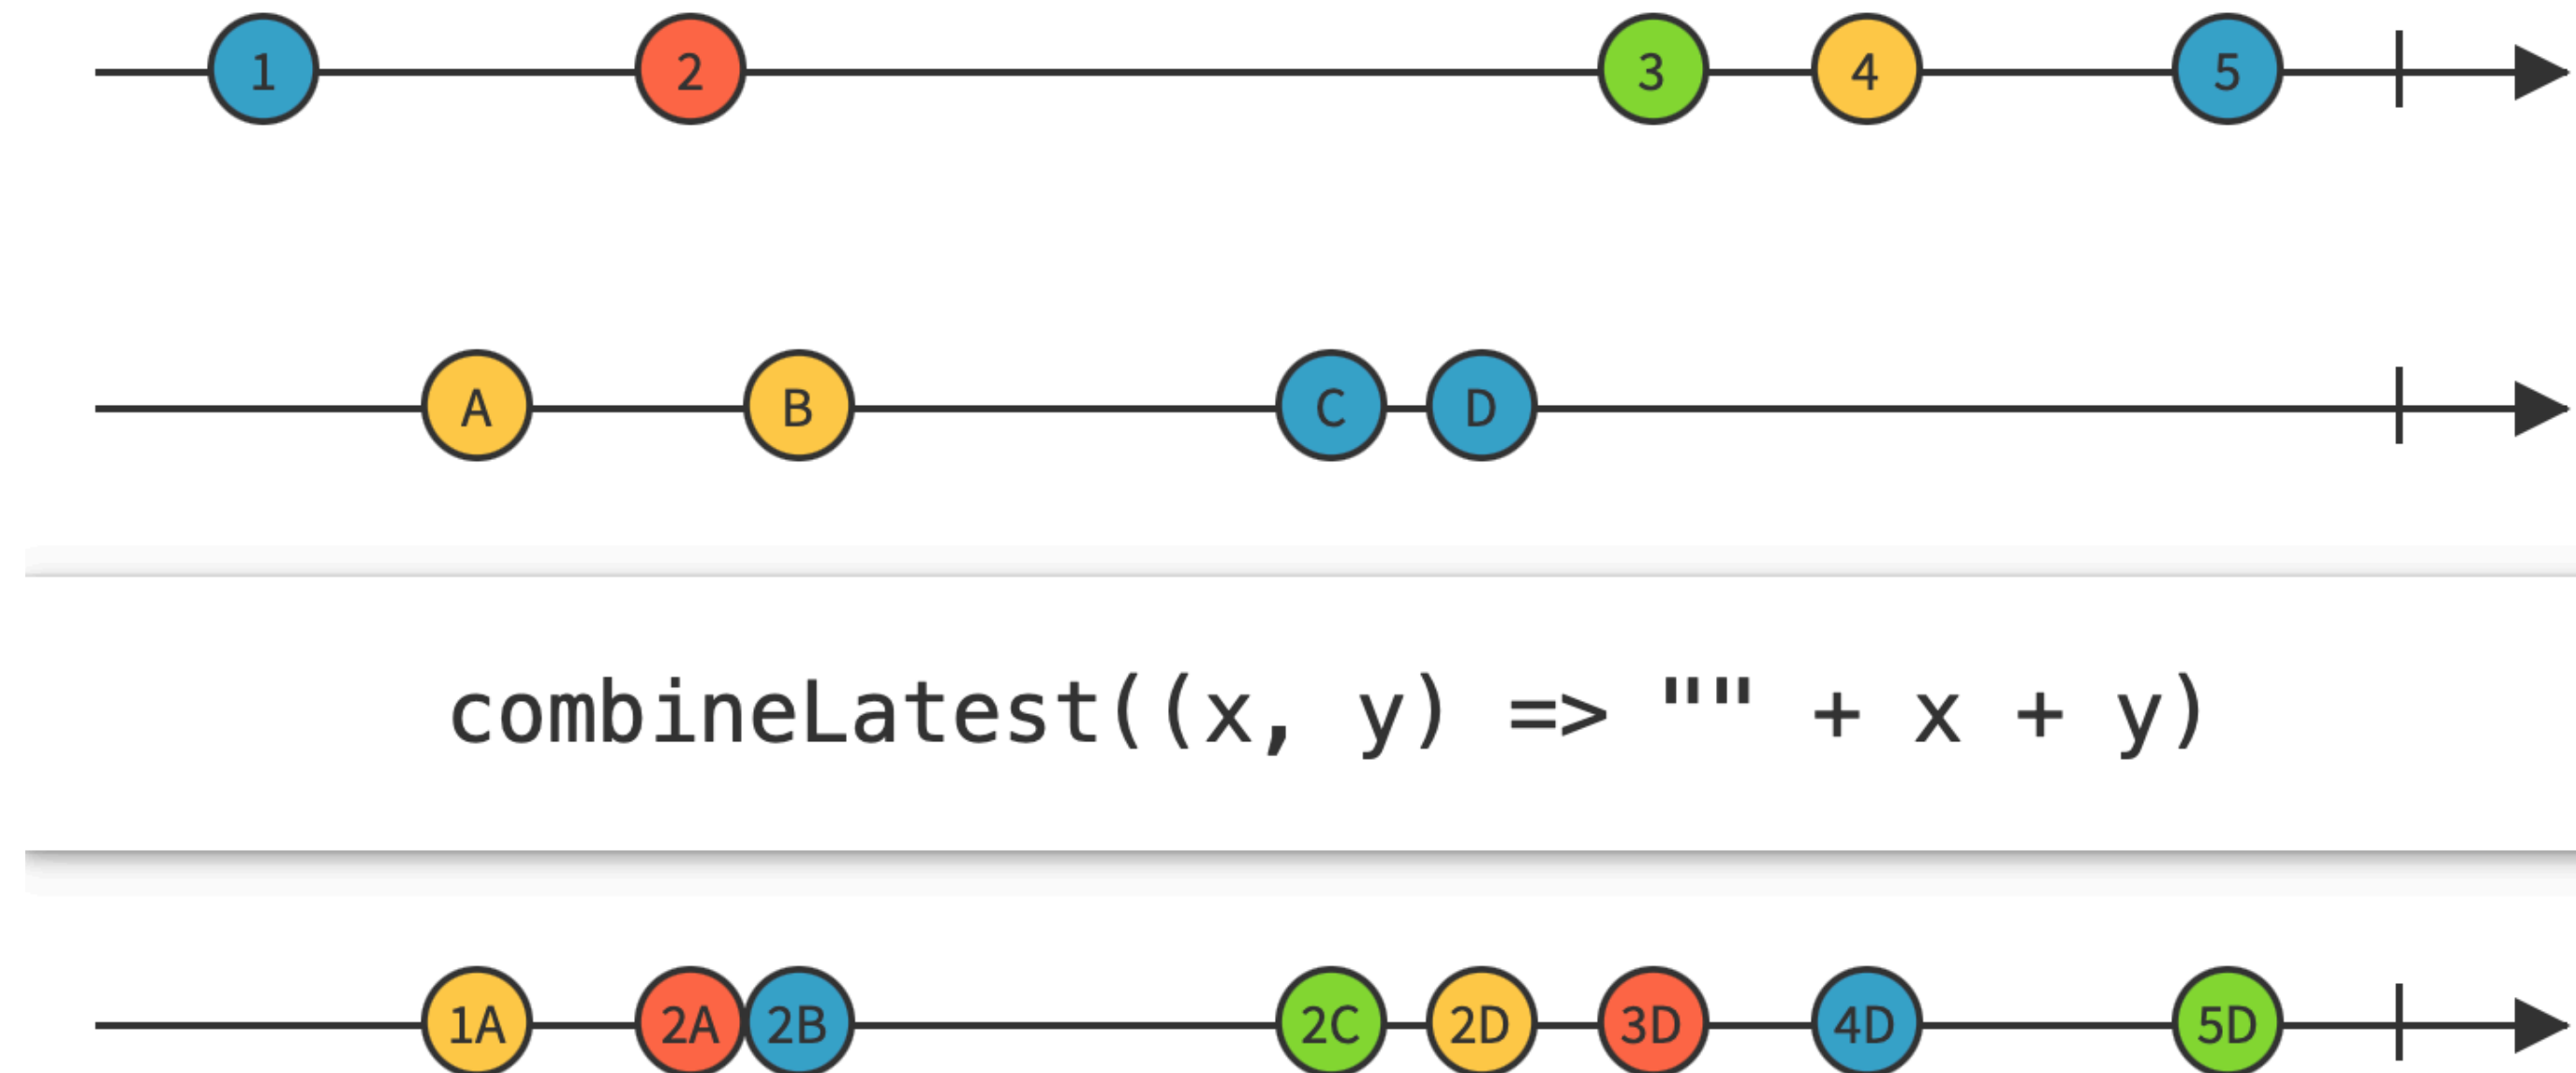 1 2 3 4 5
A B C D
combineLatest((x, y) => "" + x + y)
1A 2A 2B 2C 2D 3D 4D 5D